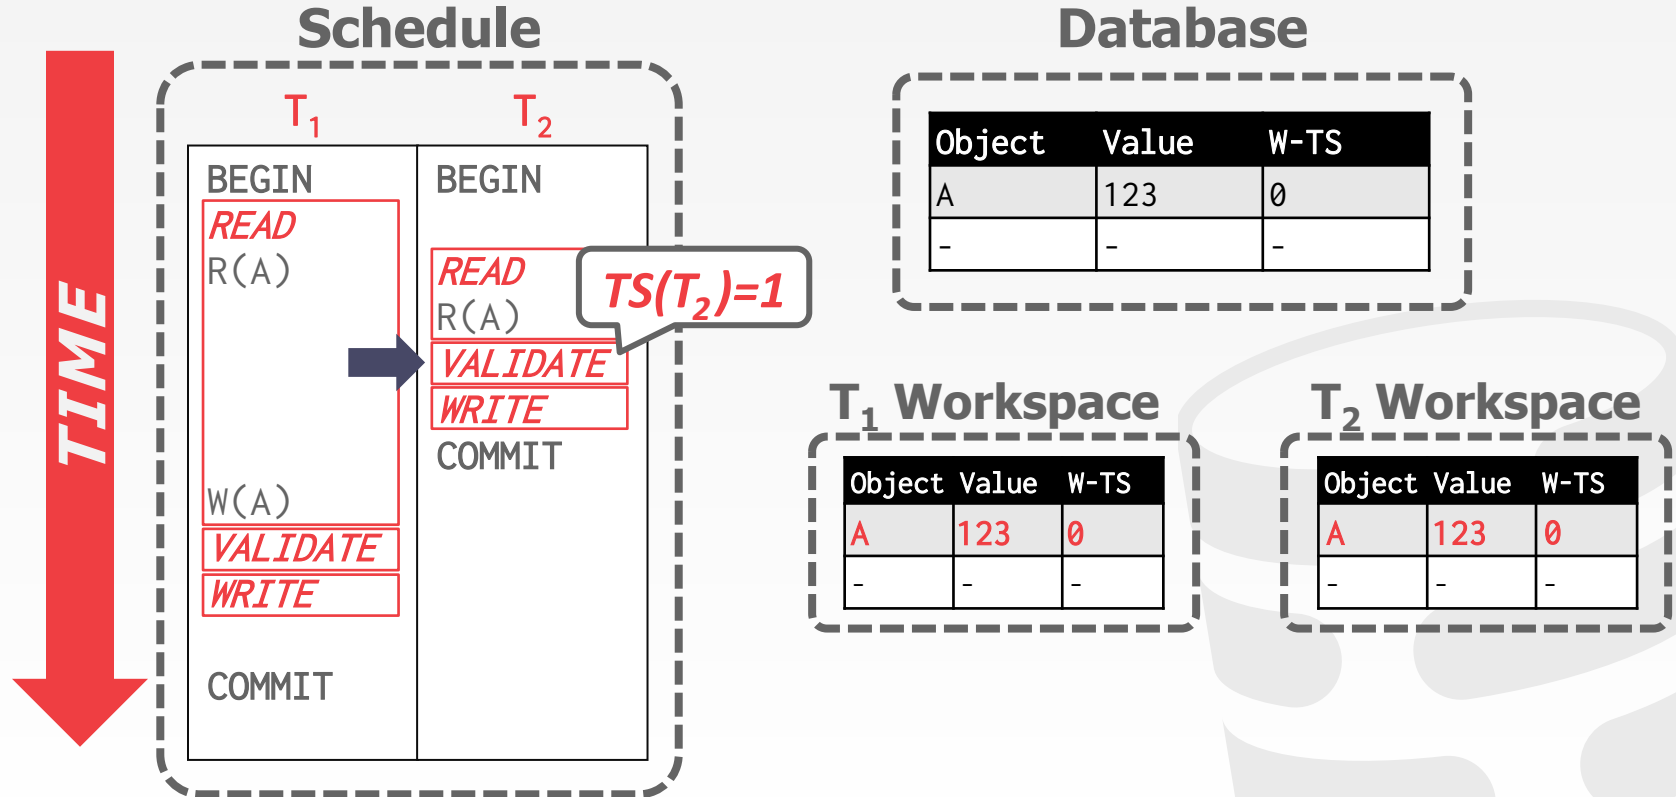 Schedule
TIME
T1 T2
BEGIN BEGIN
READ
R(A) READ
TS(T2)=1
R(A)
VALIDATE
WRITE
COMMIT
W(A)
VALIDATE
WRITE
COMMIT
Database
Object Value W-TS
A 123 0
- - -
T1 Workspace
Object Value W-TS
A 123 0
- - -
T2 Workspace
Object Value W-TS
A 123 0
- - -